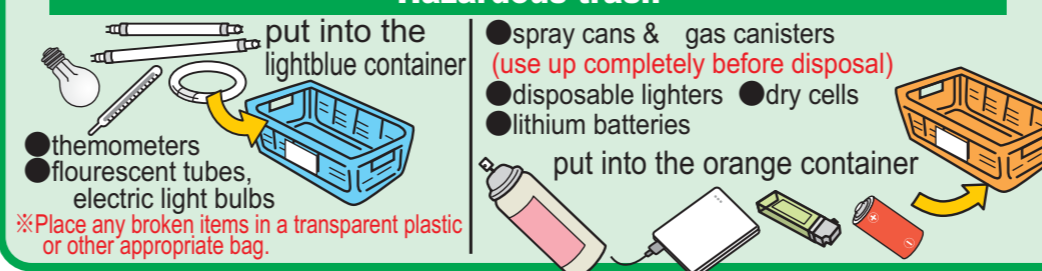 Hazardous trash
put into the
lightblue container
●themometers
●flourescent tubes,
electric light bulbs
※Place any broken items in a transparent plastic
or other appropriate bag.
●spray cans & gas canisters
(use up completely before disposal)
●disposable lighters ●dry cells
●lithium batteries
put into the orange container